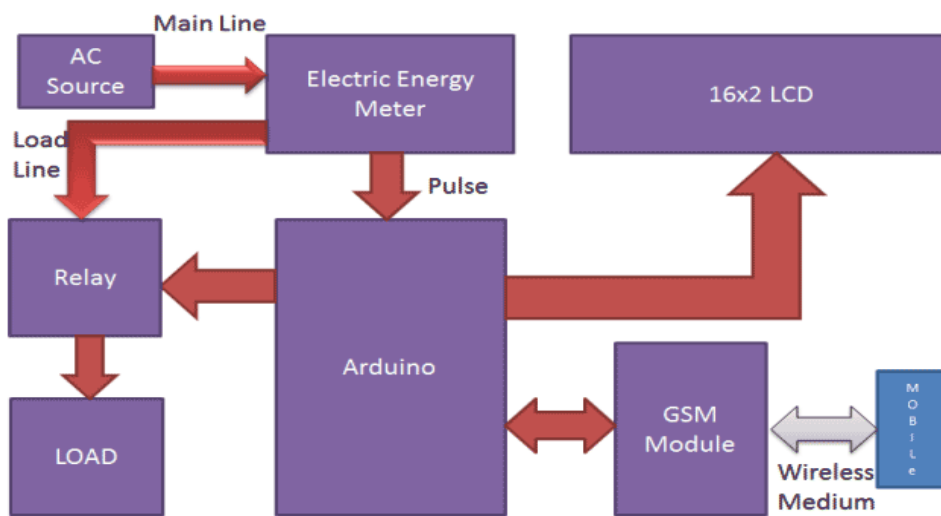 Main Line
AC
Source
Electric Energy
Meter
16x2 LCD
Load
Line
Pulse
Relay
Arduino
LOAD
GSM
Module
Wireless
Medium
M
O
B
J
L
e